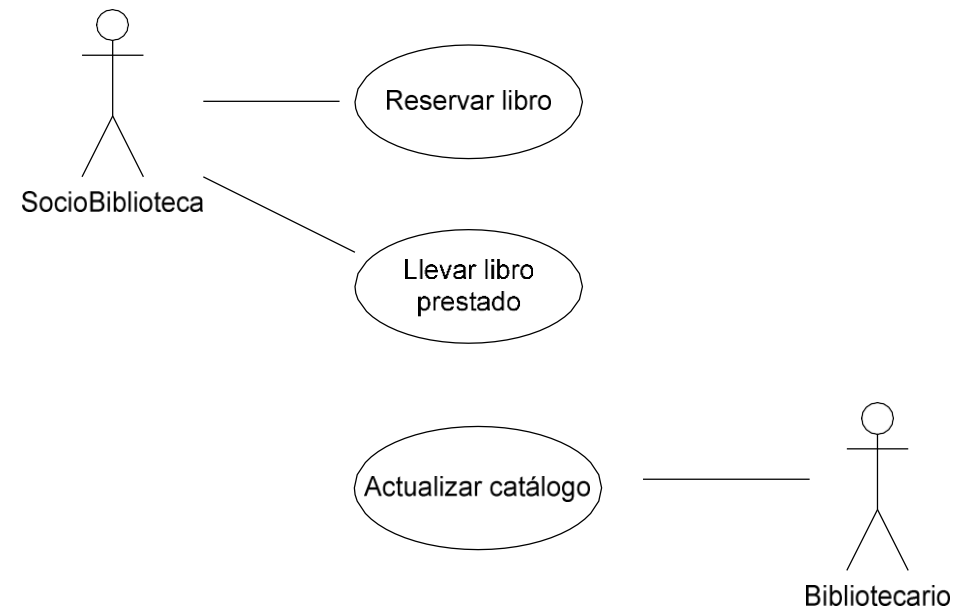 Reservar libro
SocioBiblioteca
Llevar libro
prestado
Actualizar catálogo
Bibliotecario